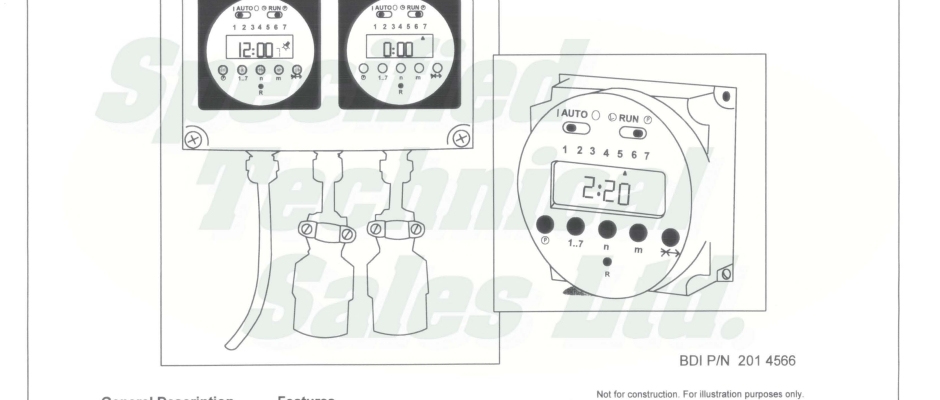 I AUTO RUN P
1 2 3 4 5 6 7
12:00 7
1..7 n m
R
I AUTO RUN P
1 2 3 4 5 6 7
0:00
1..7 n m
R
I AUTO RUN P
1 2 3 4 5 6 7
2:20
P 1..7 n m
R
Specified
Technical
Sales Ltd.
BDI P/N 201 4566
Not for construction. For illustration purposes only.
General Description Features